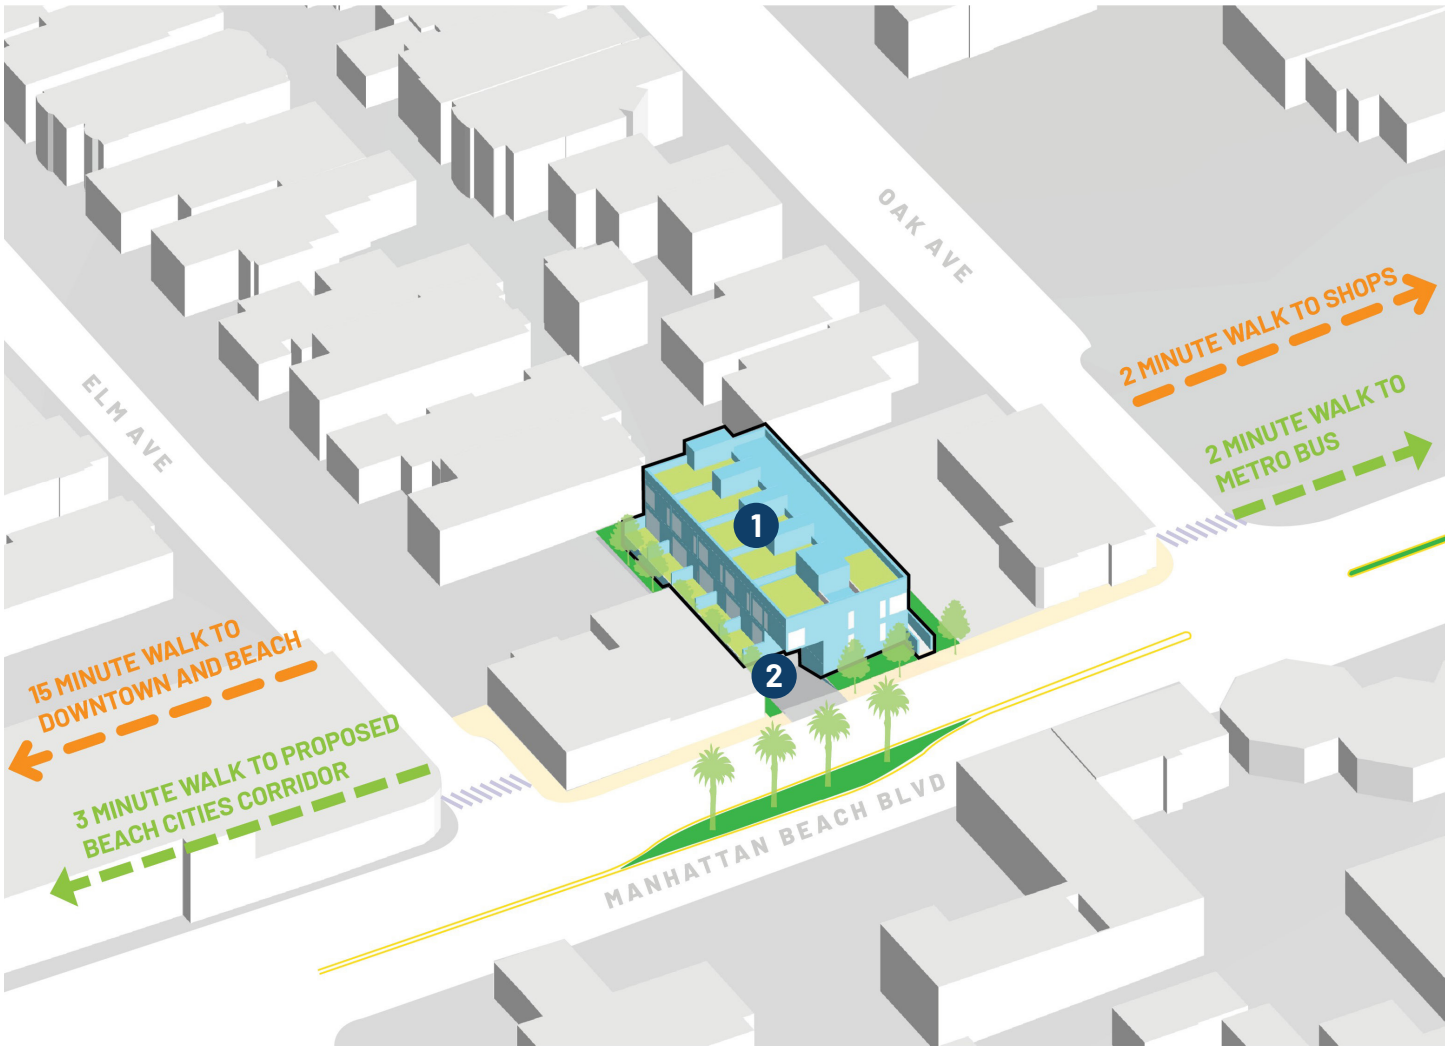 OAK AVE
2 MINUTE WALK TO SHOPS
2 MINUTE WALK TO
METRO BUS
ELM AVE
1
2
15 MINUTE WALK TO
DOWNTOWN AND BEACH
3 MINUTE WALK TO PROPOSED
BEACH CITIES CORRIDOR
MANHATTAN BEACH BLVD